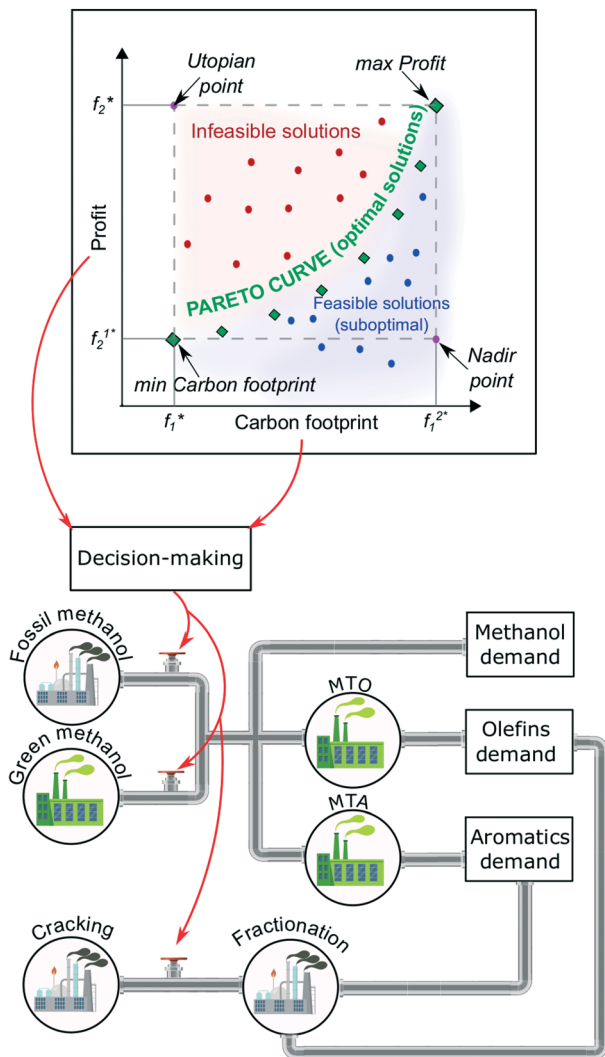 Utopian
point
max Profit
f₂*
Infeasible solutions
PARETO CURVE (optimal solutions)
Profit
Feasible solutions
(suboptimal)
f₂¹*
min Carbon footprint
Nadir
point
f₁*
Carbon footprint
f₁²*
Decision-making
Fossil methanol
Methanol
demand
MTO
Green methanol
Olefins
demand
MTA
Aromatics
demand
Cracking
Fractionation